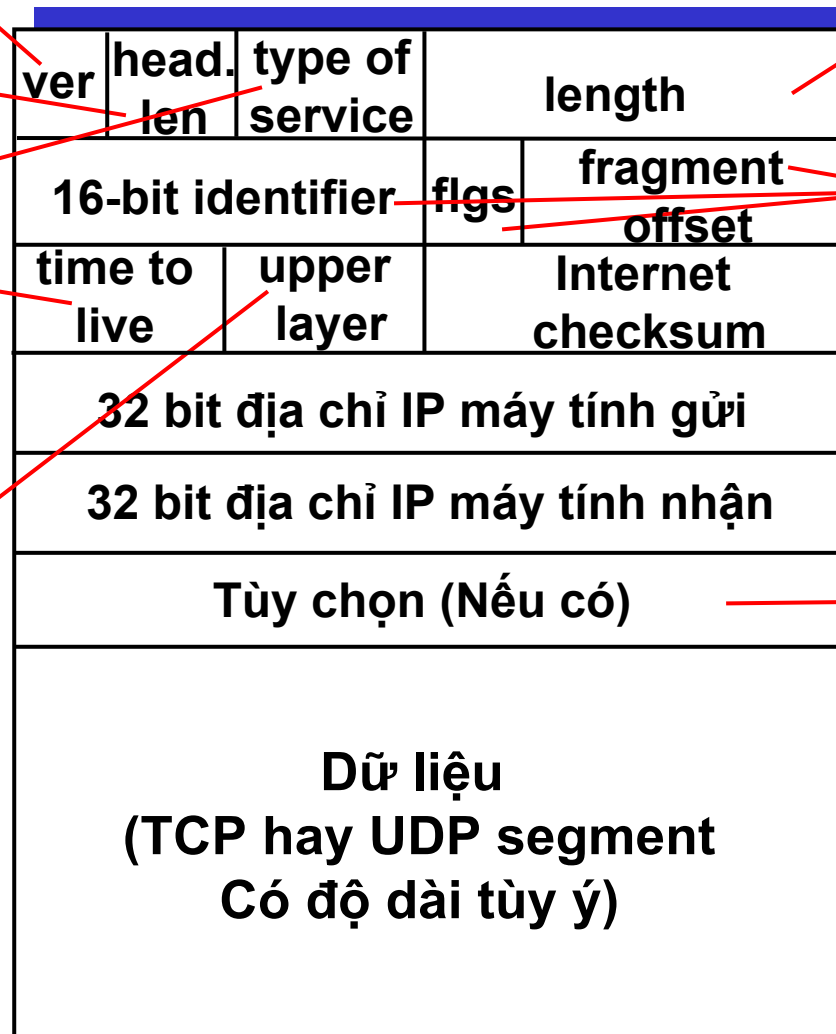 ver
head.
len
type of
service
length
16-bit identifier
flgs
fragment
offset
time to
live
upper
layer
Internet
checksum
32 bit địa chỉ IP máy tính gửi
32 bit địa chỉ IP máy tính nhận
Tùy chọn (Nếu có)
Dữ liệu
(TCP hay UDP segment
Có độ dài tùy ý)